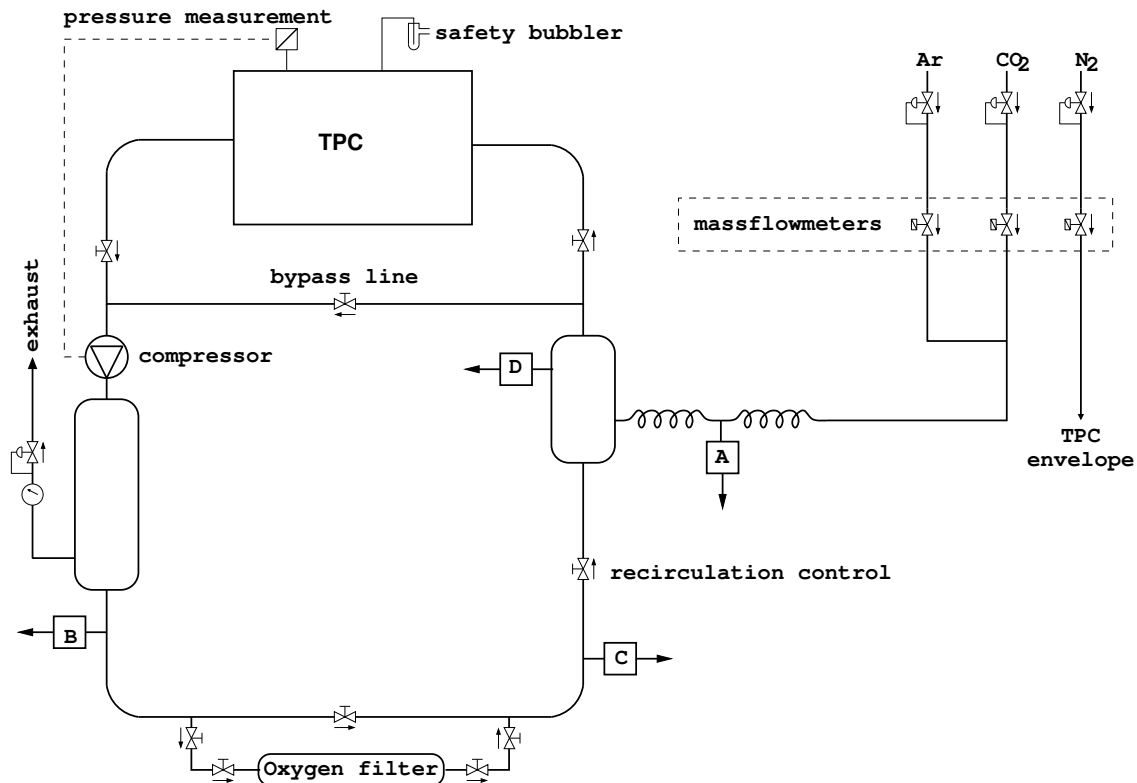 pressure measurement
safety bubbler
Ar
CO2
N2
TPC
massflowmeters
bypass line
exhaust
compressor
D
A
TPC
envelope
recirculation control
B
C
Oxygen filter